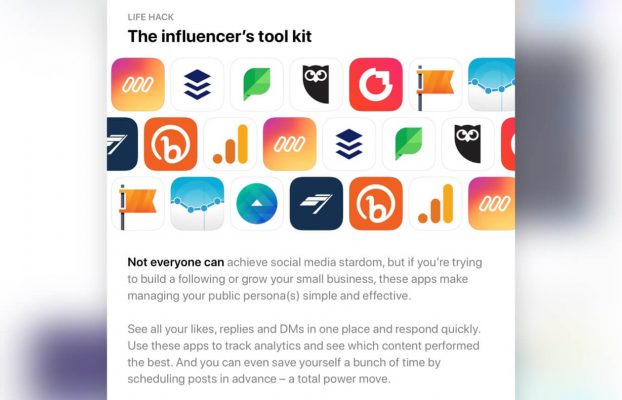 LIFE HACK
The influencer’s tool kit
Not everyone can achieve social media stardom, but if you’re trying
to build a following or grow your small business, these apps make
managing your public persona(s) simple and effective.
See all your likes, replies and DMs in one place and respond quickly.
Use these apps to track analytics and see which content performed
the best. And you can even save yourself a bunch of time by
scheduling posts in advance – a total power move.